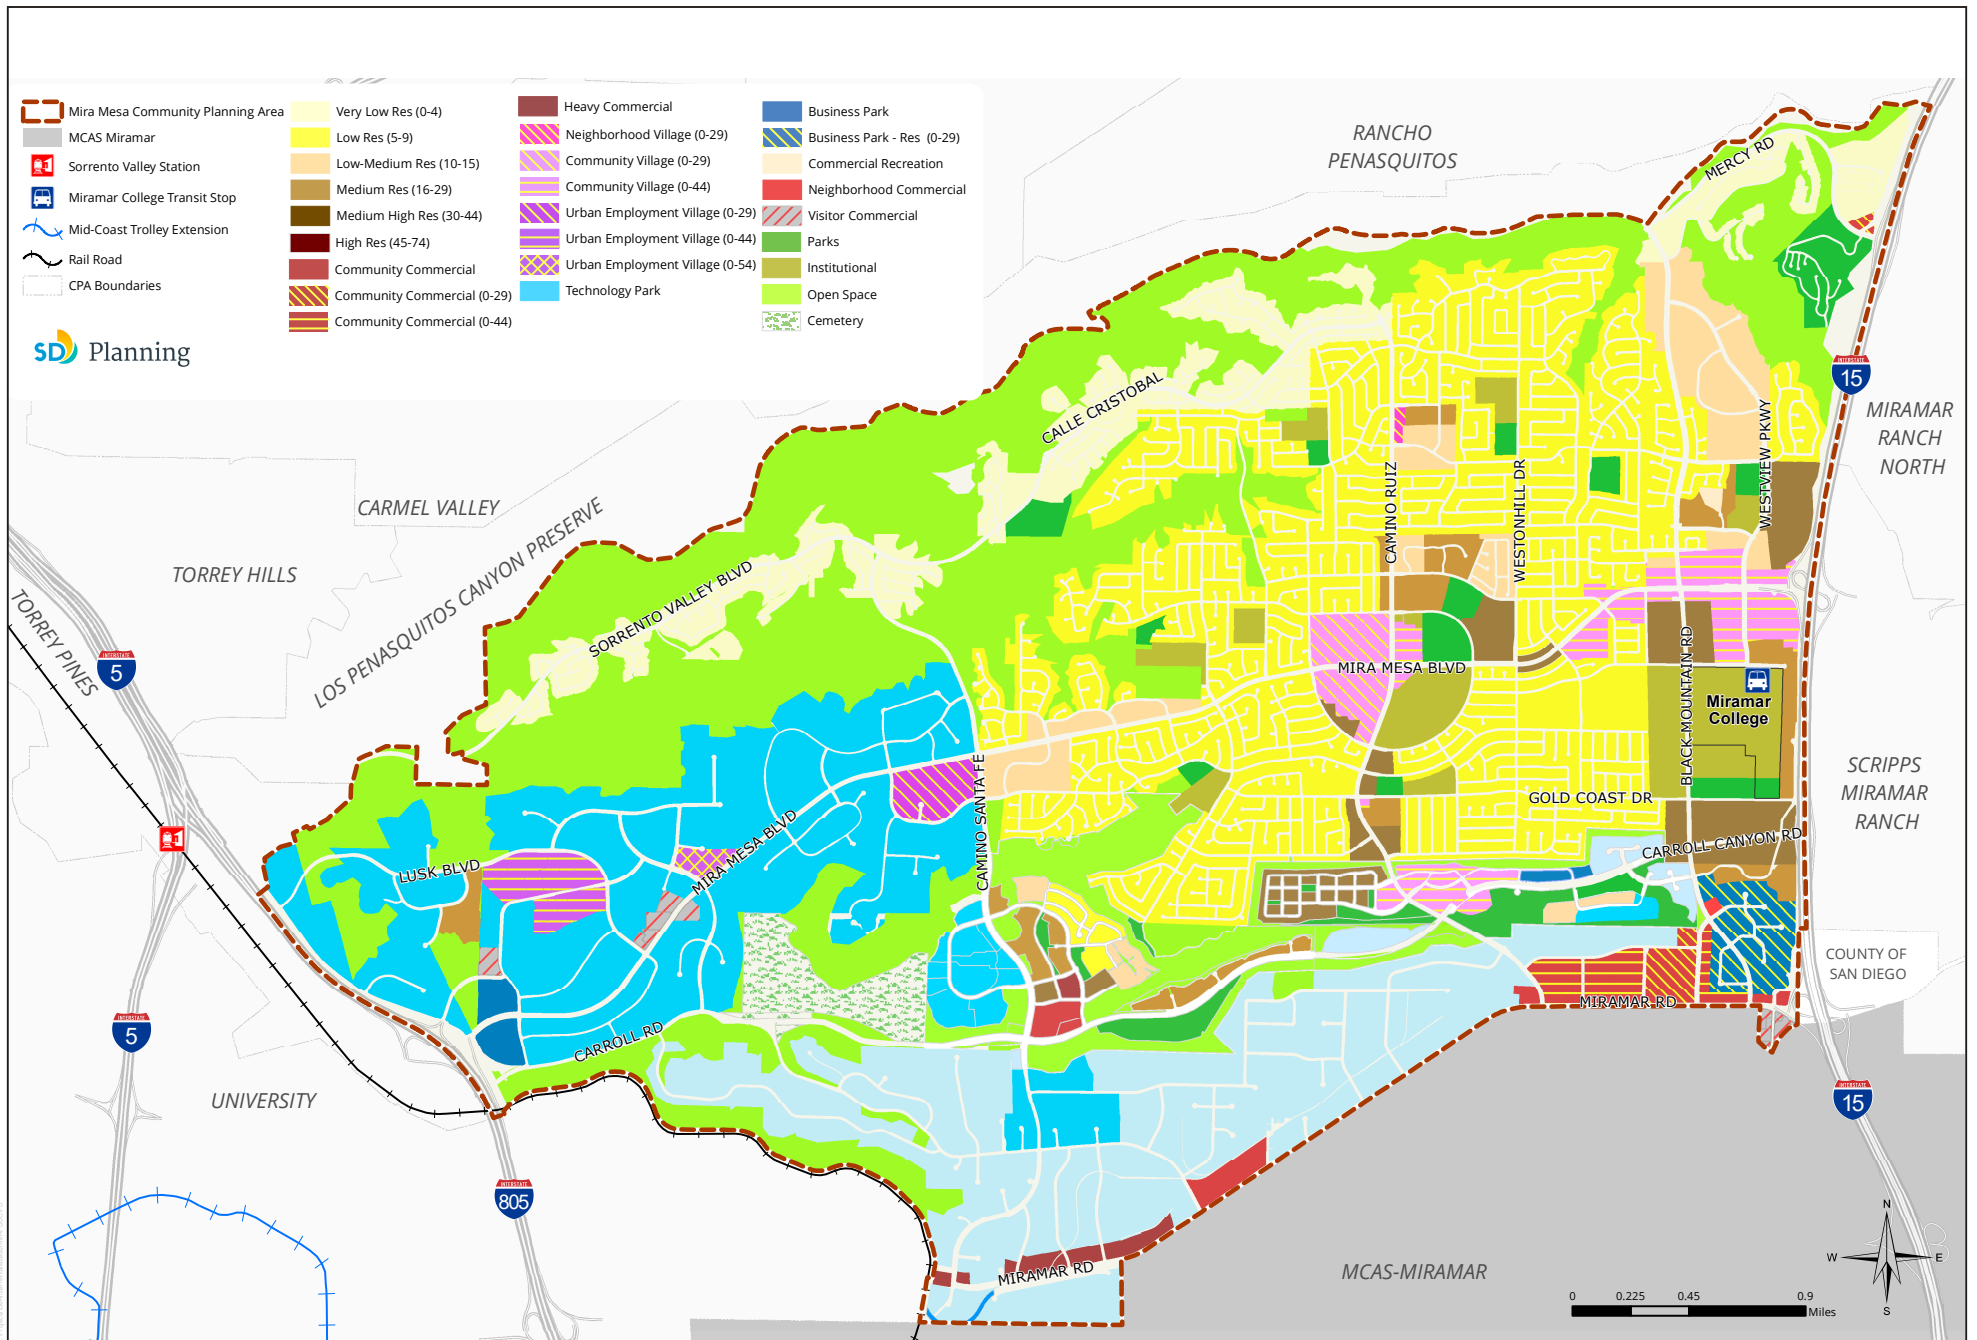 Mira Mesa Community Planning Area
MCAS Miramar
Sorrento Valley Station
Miramar College Transit Stop
Mid-Coast Trolley Extension
Rail Road
CPA Boundaries
SD Planning
Very Low Res (0-4)
Low Res (5-9)
Low-Medium Res (10-15)
Medium Res (16-29)
Medium High Res (30-44)
High Res (45-74)
Community Commercial
Community Commercial (0-29)
Community Commercial (0-44)
Heavy Commercial
Neighborhood Village (0-29)
Community Village (0-29)
Community Village (0-44)
Urban Employment Village (0-29)
Urban Employment Village (0-44)
Urban Employment Village (0-54)
Technology Park
Business Park
Business Park - Res (0-29)
Commercial Recreation
Neighborhood Commercial
Visitor Commercial
Parks
Institutional
Open Space
Cemetery
RANCHO
PENASQUITOS
MERCY RD
INTERSTATE
15
MIRAMAR
RANCH
NORTH
CALLE CRISTOBAL
WESTVIEW PKWY
CAMINO RUIZ
WESTONHILL DR
CARMEL VALLEY
LOS PENASQUITOS CANYON PRESERVE
TORREY HILLS
TORREY PINES
SORRENTO VALLEY BLVD
INTERSTATE
5
MIRA MESA BLVD
BLACK MOUNTAIN RD
Miramar
College
SCRIPPS
MIRAMAR
RANCH
CAMINO SANTA FE
GOLD COAST DR
CARROLL CANYON RD
MIRA MESA BLVD
LUSK BLVD
COUNTY OF
SAN DIEGO
MIRAMAR RD
CARROLL RD
INTERSTATE
5
UNIVERSITY
INTERSTATE
15
INTERSTATE
805
MIRAMAR RD
MCAS-MIRAMAR
N
W
E
S
0
0.225
0.45
0.9
Miles